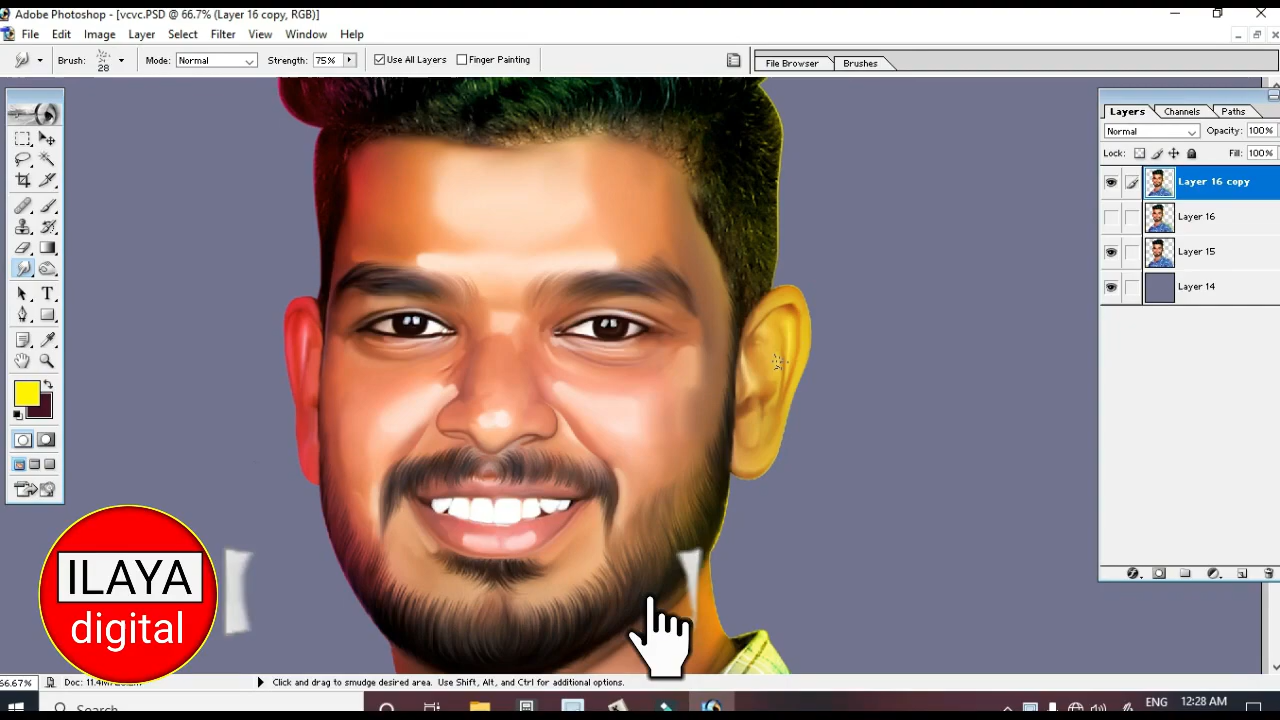 Adobe Photoshop - [vcvc.PSD @ 66.7% (Layer 16 copy, RGB)]
File Edit Image Layer Select Filter View Window Help
Brush: 28 Mode: Normal Strength: 75% Use All Layers Finger Painting File Browser Brushes
Layers Channels Paths
Normal Opacity: 100%
Lock: Fill: 100%
Layer 16 copy
Layer 16
Layer 15
Layer 14
T
ILAYA
digital
66.67% Doc: Click and drag to smudge desired area. Use Shift, Alt, and Ctrl for additional options.
Search ENG 12:28 AM